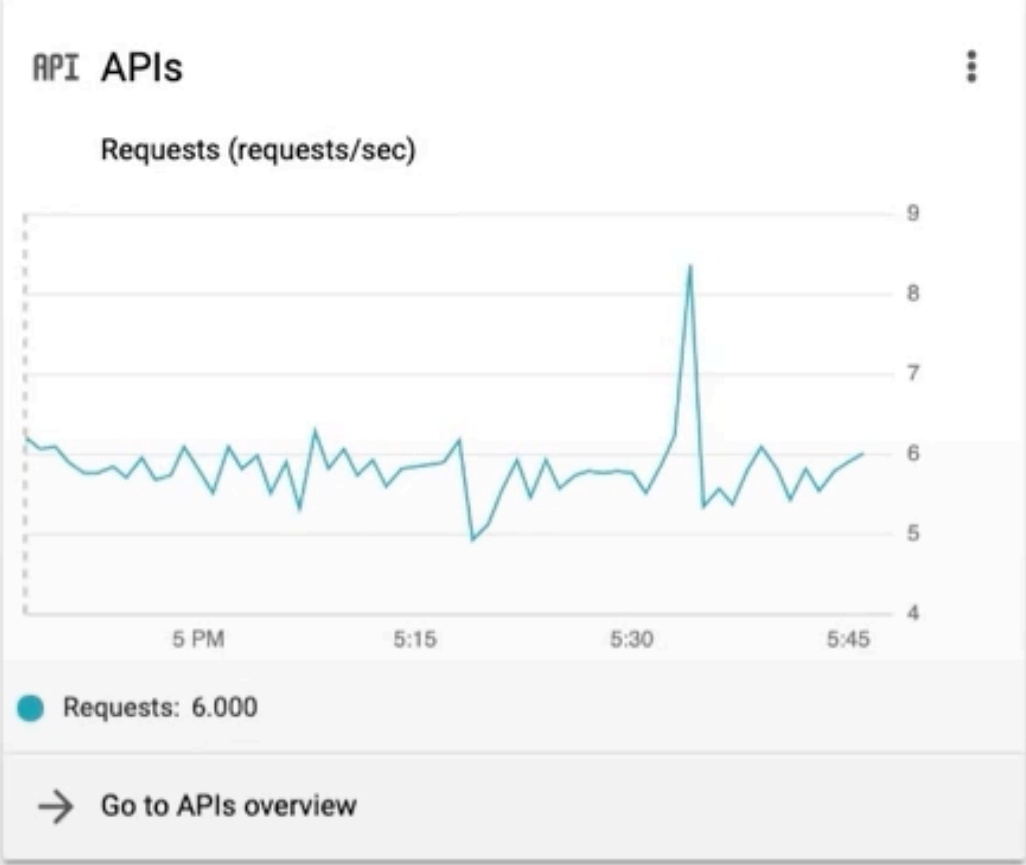 API APIs
Requests (requests/sec)
9
8
7
6
5
4
5 PM 5:15 5:30 5:45
Requests: 6.000
Go to APIs overview